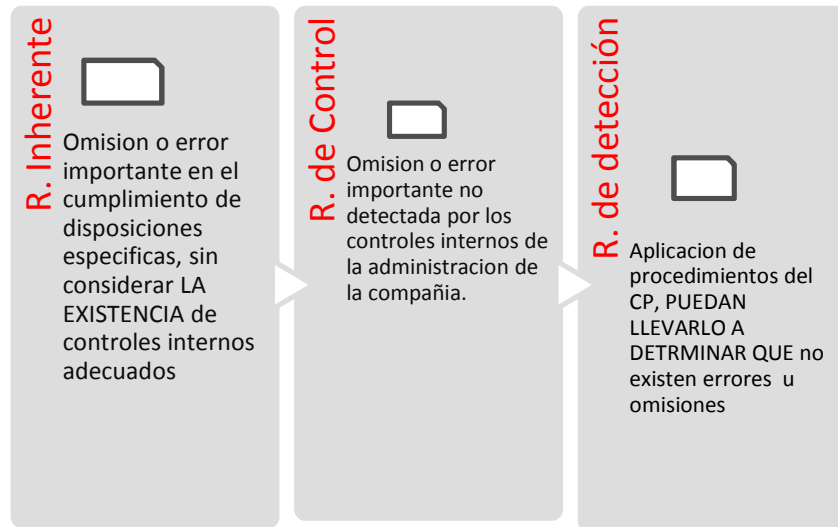 R. Inherente
Omision o error
importante en el
cumplimiento de
disposiciones
especificas, sin
considerar LA
EXISTENCIA de
controles internos
adecuados
R. de Control
Omision o error
importante no
detectada por los
controles internos de
la administracion de
la compañia.
R. de detección
Aplicacion de
procedimientos del
CP, PUEDAN
LLEVARLO A
DETRMINAR QUE no
existen errores u
omisiones